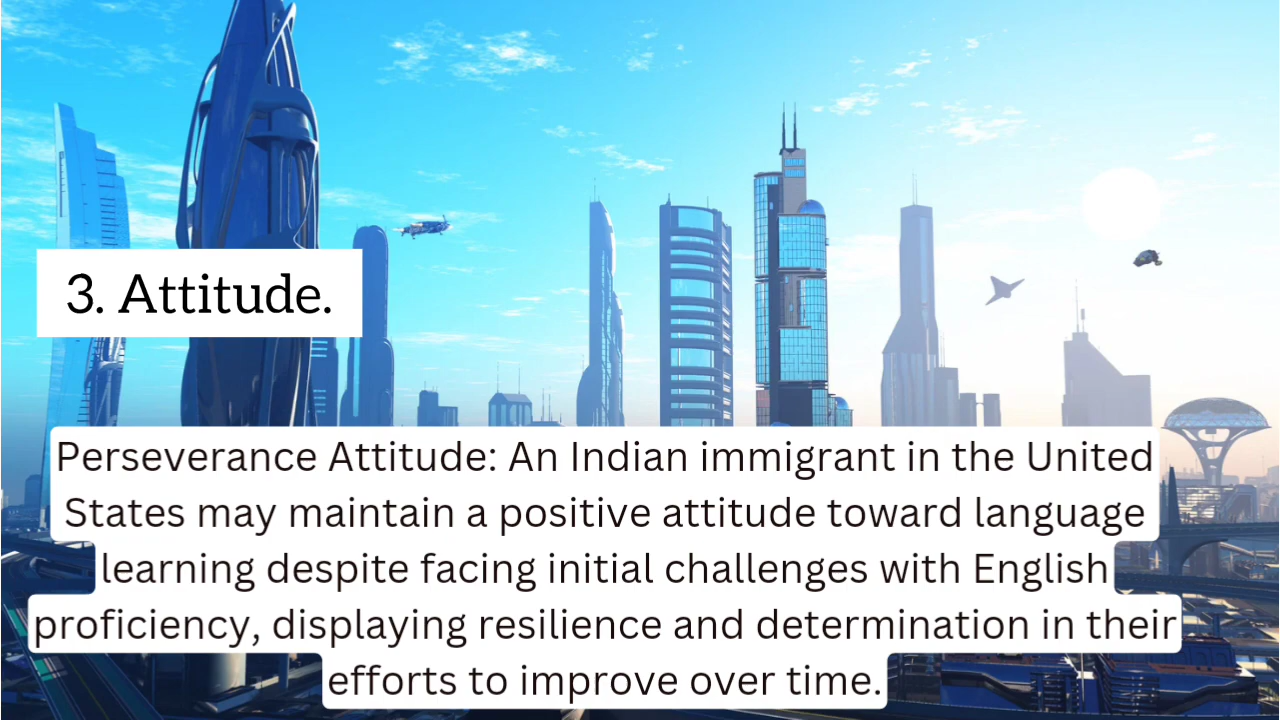 3. Attitude.
Perseverance Attitude: An Indian immigrant in the United
States may maintain a positive attitude toward language
learning despite facing initial challenges with English
proficiency, displaying resilience and determination in their
efforts to improve over time.